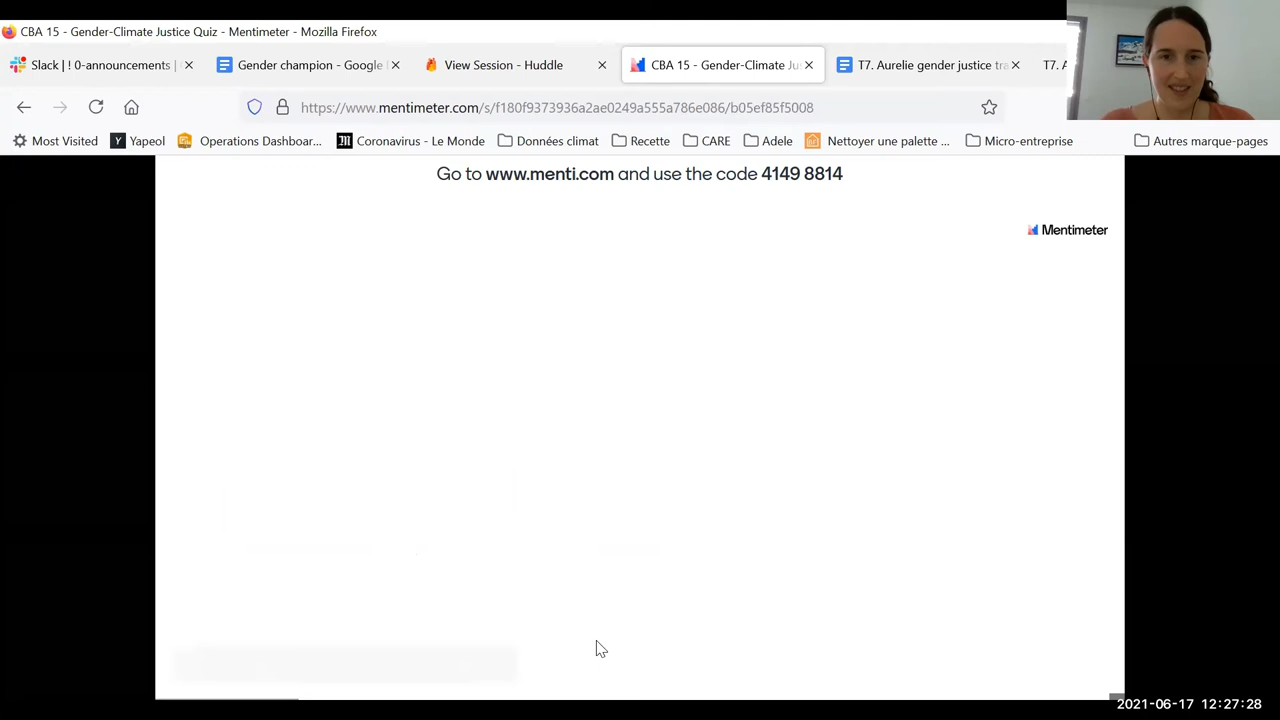 CBA 15 - Gender-Climate Justice Quiz - Mentimeter - Mozilla Firefox
Slack | ! 0-announcements |
Gender champion - Google
View Session - Huddle
CBA 15 - Gender-Climate Ju
T7. Aurelie gender justice tra
T7. A
https://www.mentimeter.com/s/f180f9373936a2ae0249a555a786e086/b05ef85f5008
Most Visited
Yapeol
Operations Dashboar...
Coronavirus - Le Monde
Données climat
Recette
CARE
Adele
Nettoyer une palette ...
Micro-entreprise
Autres marque-pages
Go to www.menti.com and use the code 4149 8814
Mentimeter
2021-06-17 12:27:28